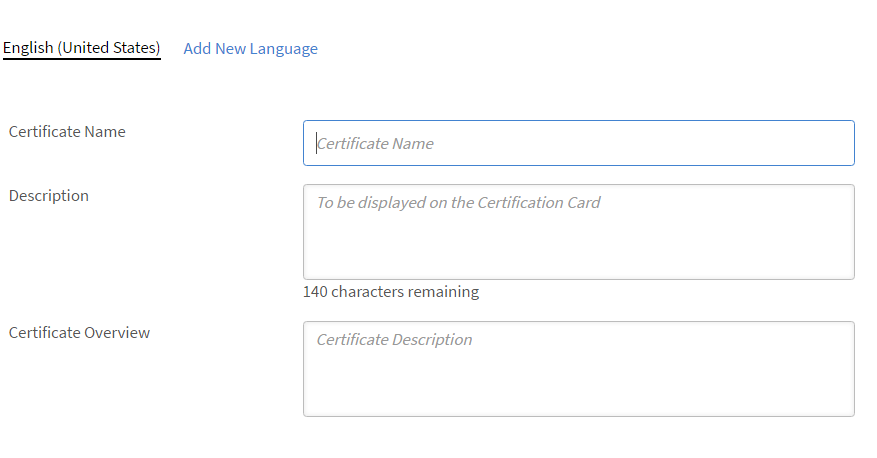 English (United States) Add New Language
Certificate Name
Certificate Name
Description
To be displayed on the Certification Card
140 characters remaining
Certificate Overview
Certificate Description